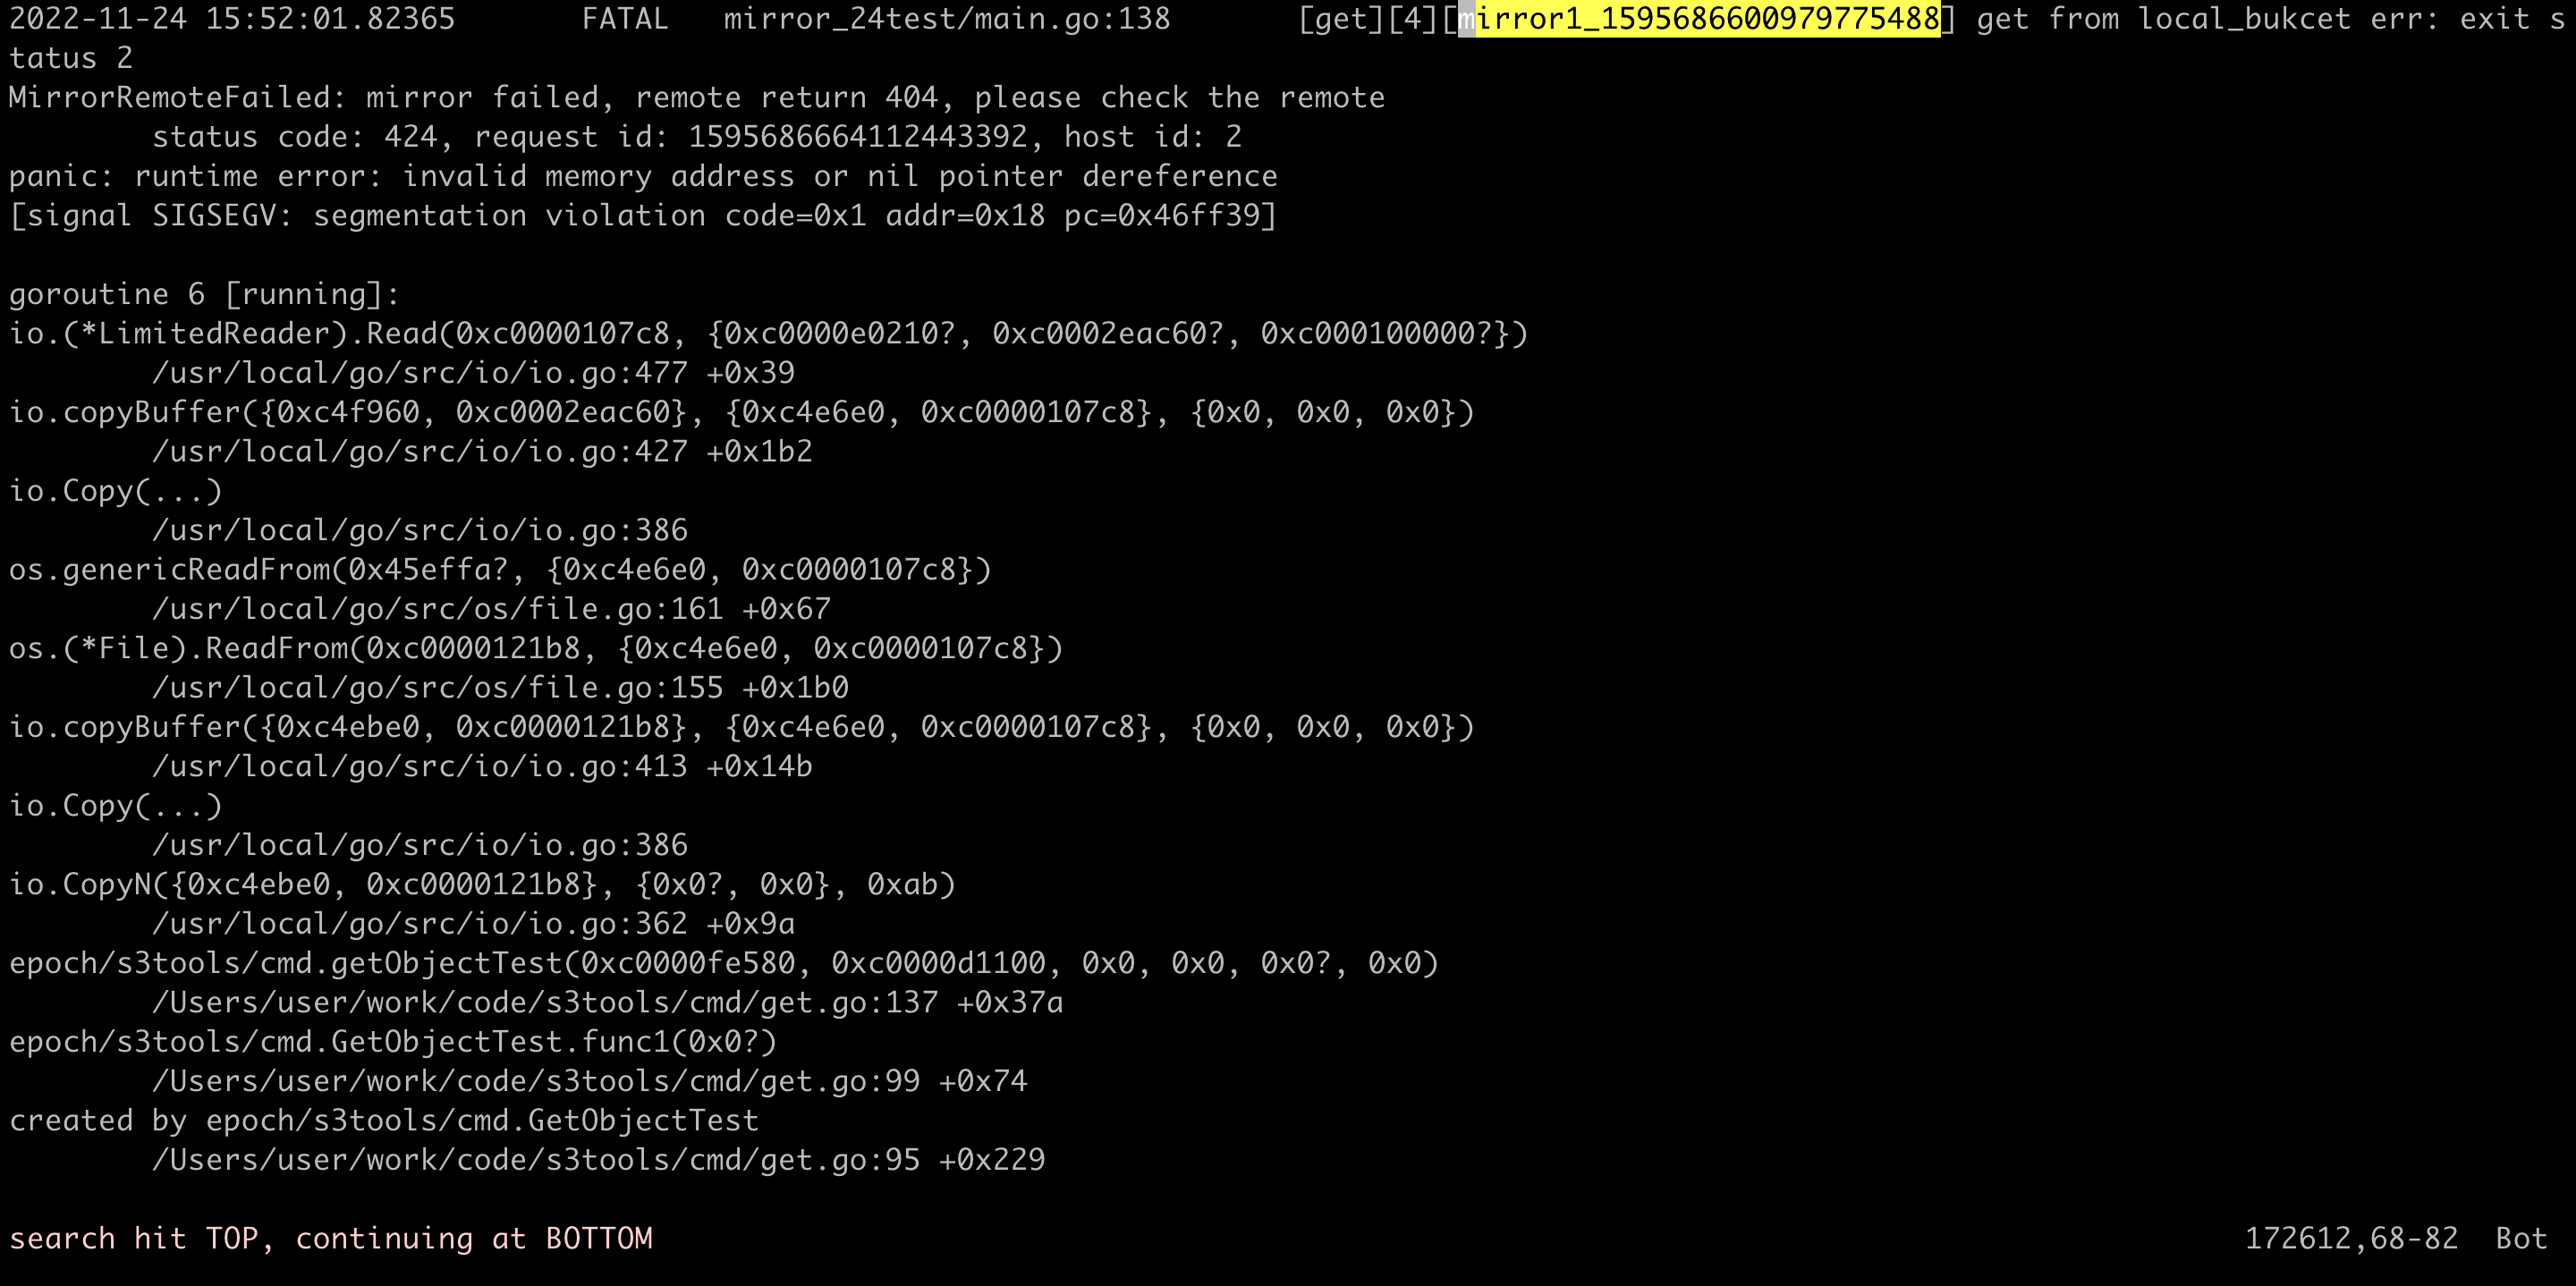 2022-11-24 15:52:01.82365       FATAL   mirror_24test/main.go:138       [get][4][mirror1_1595686600979775488] get from local_bukcet err: exit s
tatus 2
MirrorRemoteFailed: mirror failed, remote return 404, please check the remote
        status code: 424, request id: 1595686664112443392, host id: 2
panic: runtime error: invalid memory address or nil pointer dereference
[signal SIGSEGV: segmentation violation code=0x1 addr=0x18 pc=0x46ff39]

goroutine 6 [running]:
io.(*LimitedReader).Read(0xc0000107c8, {0xc0000e0210?, 0xc0002eac60?, 0xc000100000?})
        /usr/local/go/src/io/io.go:477 +0x39
io.copyBuffer({0xc4f960, 0xc0002eac60}, {0xc4e6e0, 0xc0000107c8}, {0x0, 0x0, 0x0})
        /usr/local/go/src/io/io.go:427 +0x1b2
io.Copy(...)
        /usr/local/go/src/io/io.go:386
os.genericReadFrom(0x45effa?, {0xc4e6e0, 0xc0000107c8})
        /usr/local/go/src/os/file.go:161 +0x67
os.(*File).ReadFrom(0xc0000121b8, {0xc4e6e0, 0xc0000107c8})
        /usr/local/go/src/os/file.go:155 +0x1b0
io.copyBuffer({0xc4ebe0, 0xc0000121b8}, {0xc4e6e0, 0xc0000107c8}, {0x0, 0x0, 0x0})
        /usr/local/go/src/io/io.go:413 +0x14b
io.Copy(...)
        /usr/local/go/src/io/io.go:386
io.CopyN({0xc4ebe0, 0xc0000121b8}, {0x0?, 0x0}, 0xab)
        /usr/local/go/src/io/io.go:362 +0x9a
epoch/s3tools/cmd.getObjectTest(0xc0000fe580, 0xc0000d1100, 0x0, 0x0, 0x0?, 0x0)
        /Users/user/work/code/s3tools/cmd/get.go:137 +0x37a
epoch/s3tools/cmd.GetObjectTest.func1(0x0?)
        /Users/user/work/code/s3tools/cmd/get.go:99 +0x74
created by epoch/s3tools/cmd.GetObjectTest
        /Users/user/work/code/s3tools/cmd/get.go:95 +0x229

search hit TOP, continuing at BOTTOM                                    172612,68-82  Bot